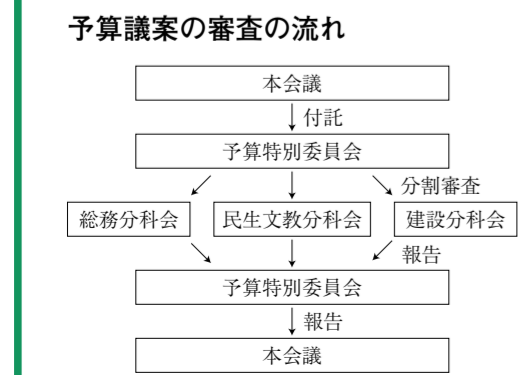 予算議案の審査の流れ
本会議
付託
予算特別委員会
分割審査
総務分科会 民生文教分科会 建設分科会
報告
予算特別委員会
報告
本会議